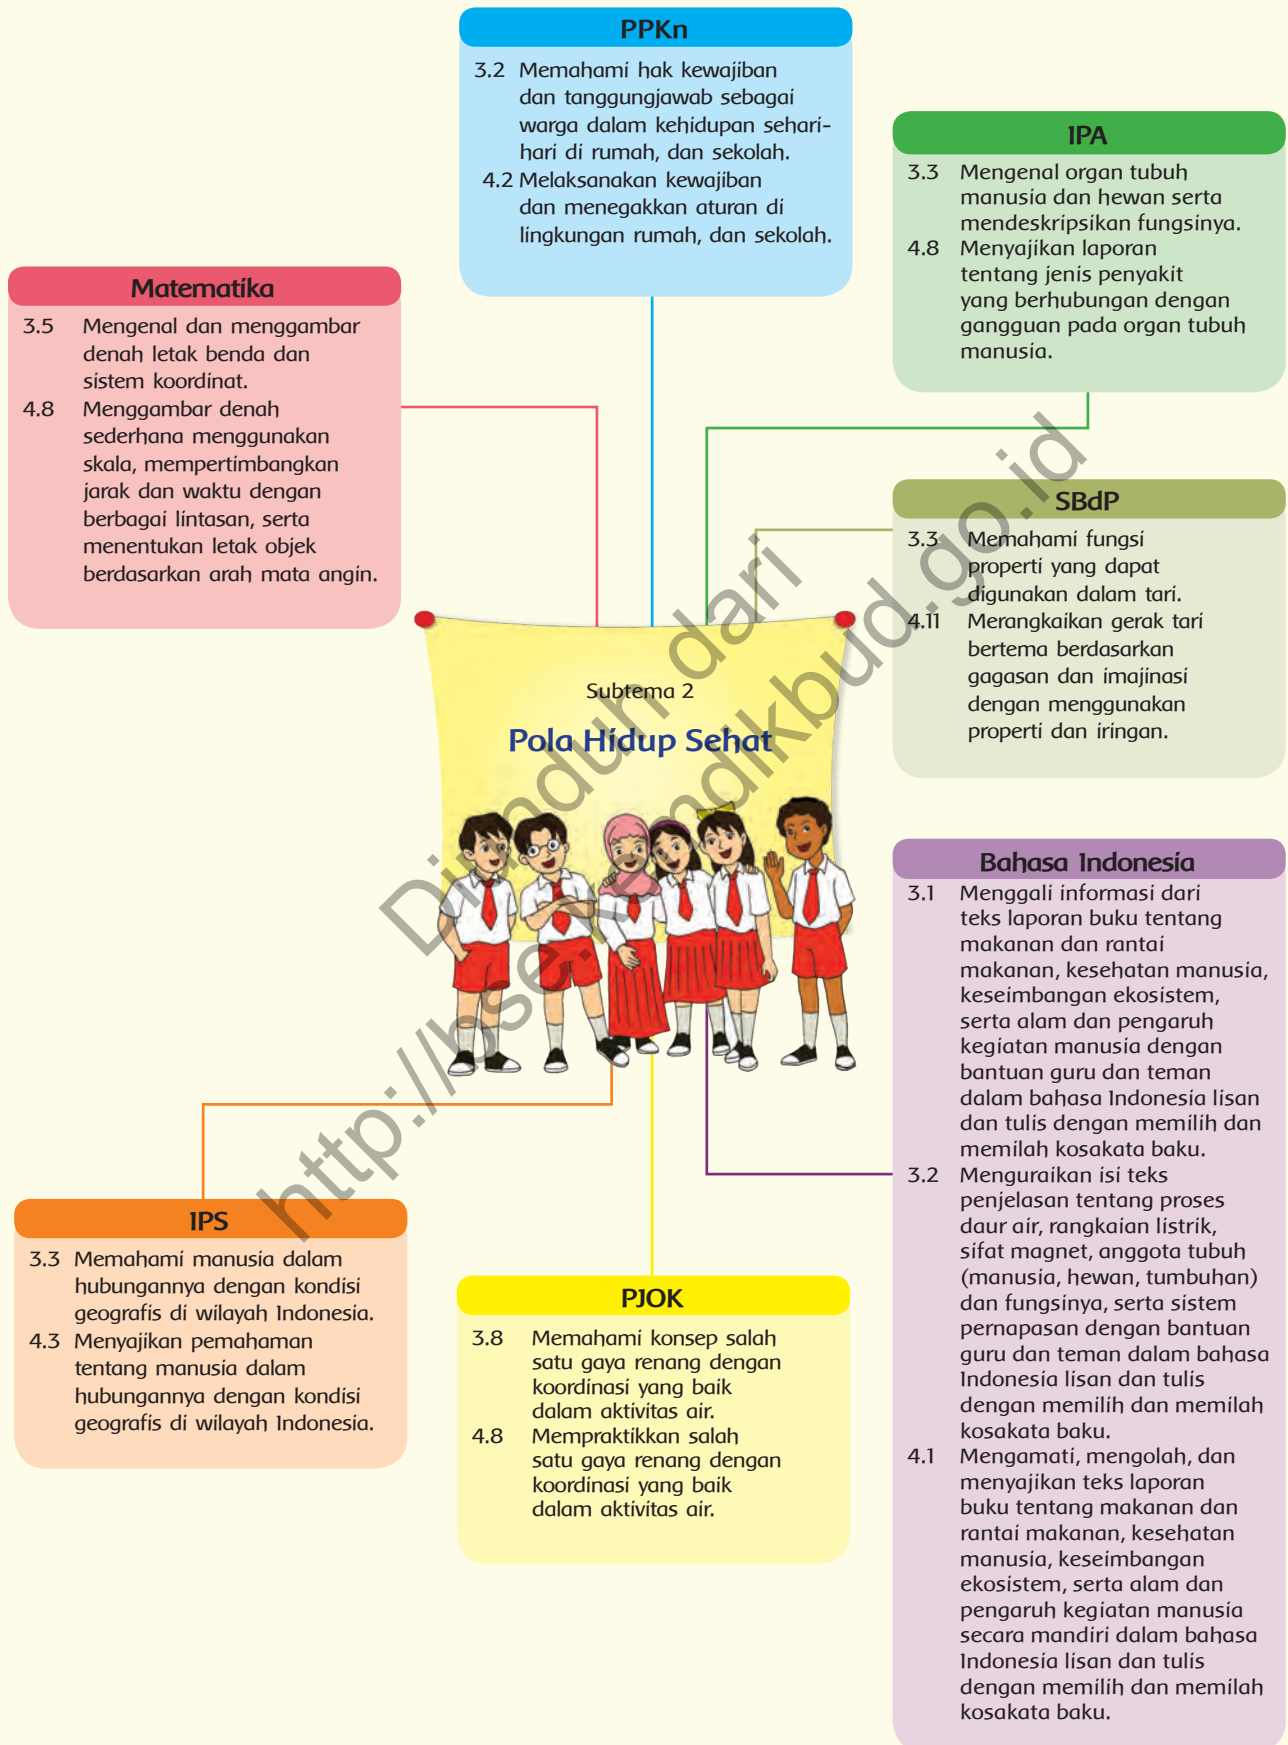 PPKn
3.2 Memahami hak kewajiban
dan tanggungjawab sebagai
warga dalam kehidupan sehari-
hari di rumah, dan sekolah.
4.2 Melaksanakan kewajiban
dan menegakkan aturan di
lingkungan rumah, dan sekolah.
IPA
3.3 Mengenal organ tubuh
manusia dan hewan serta
mendeskripsikan fungsinya.
4.8 Menyajikan laporan
tentang jenis penyakit
yang berhubungan dengan
gangguan pada organ tubuh
manusia.
Matematika
3.5 Mengenal dan menggambar
denah letak benda dan
sistem koordinat.
4.8 Menggambar denah
sederhana menggunakan
skala, mempertimbangkan
jarak dan waktu dengan
berbagai lintasan, serta
menentukan letak objek
berdasarkan arah mata angin.
SBdP
3.3 Memahami fungsi
properti yang dapat
digunakan dalam tari.
4.11 Merangkaikan gerak tari
bertema berdasarkan
gagasan dan imajinasi
dengan menggunakan
properti dan iringan.
Subtema 2
Pola Hidup Sehat
Bahasa Indonesia
3.1 Menggali informasi dari
teks laporan buku tentang
makanan dan rantai
makanan, kesehatan manusia,
keseimbangan ekosistem,
serta alam dan pengaruh
kegiatan manusia dengan
bantuan guru dan teman
dalam bahasa Indonesia lisan
dan tulis dengan memilih dan
memilah kosakata baku.
3.2 Menguraikan isi teks
penjelasan tentang proses
daur air, rangkaian listrik,
sifat magnet, anggota tubuh
(manusia, hewan, tumbuhan)
dan fungsinya, serta sistem
pernapasan dengan bantuan
guru dan teman dalam bahasa
Indonesia lisan dan tulis
dengan memilih dan memilah
kosakata baku.
4.1 Mengamati, mengolah, dan
menyajikan teks laporan
buku tentang makanan dan
rantai makanan, kesehatan
manusia, keseimbangan
ekosistem, serta alam dan
pengaruh kegiatan manusia
secara mandiri dalam bahasa
Indonesia lisan dan tulis
dengan memilih dan memilah
kosakata baku.
IPS
3.3 Memahami manusia dalam
hubungannya dengan kondisi
geografis di wilayah Indonesia.
4.3 Menyajikan pemahaman
tentang manusia dalam
hubungannya dengan kondisi
geografis di wilayah Indonesia.
PJOK
3.8 Memahami konsep salah
satu gaya renang dengan
koordinasi yang baik
dalam aktivitas air.
4.8 Mempraktikkan salah
satu gaya renang dengan
koordinasi yang baik
dalam aktivitas air.
Diunduh dari
http://bse.kemdikbud.go.id